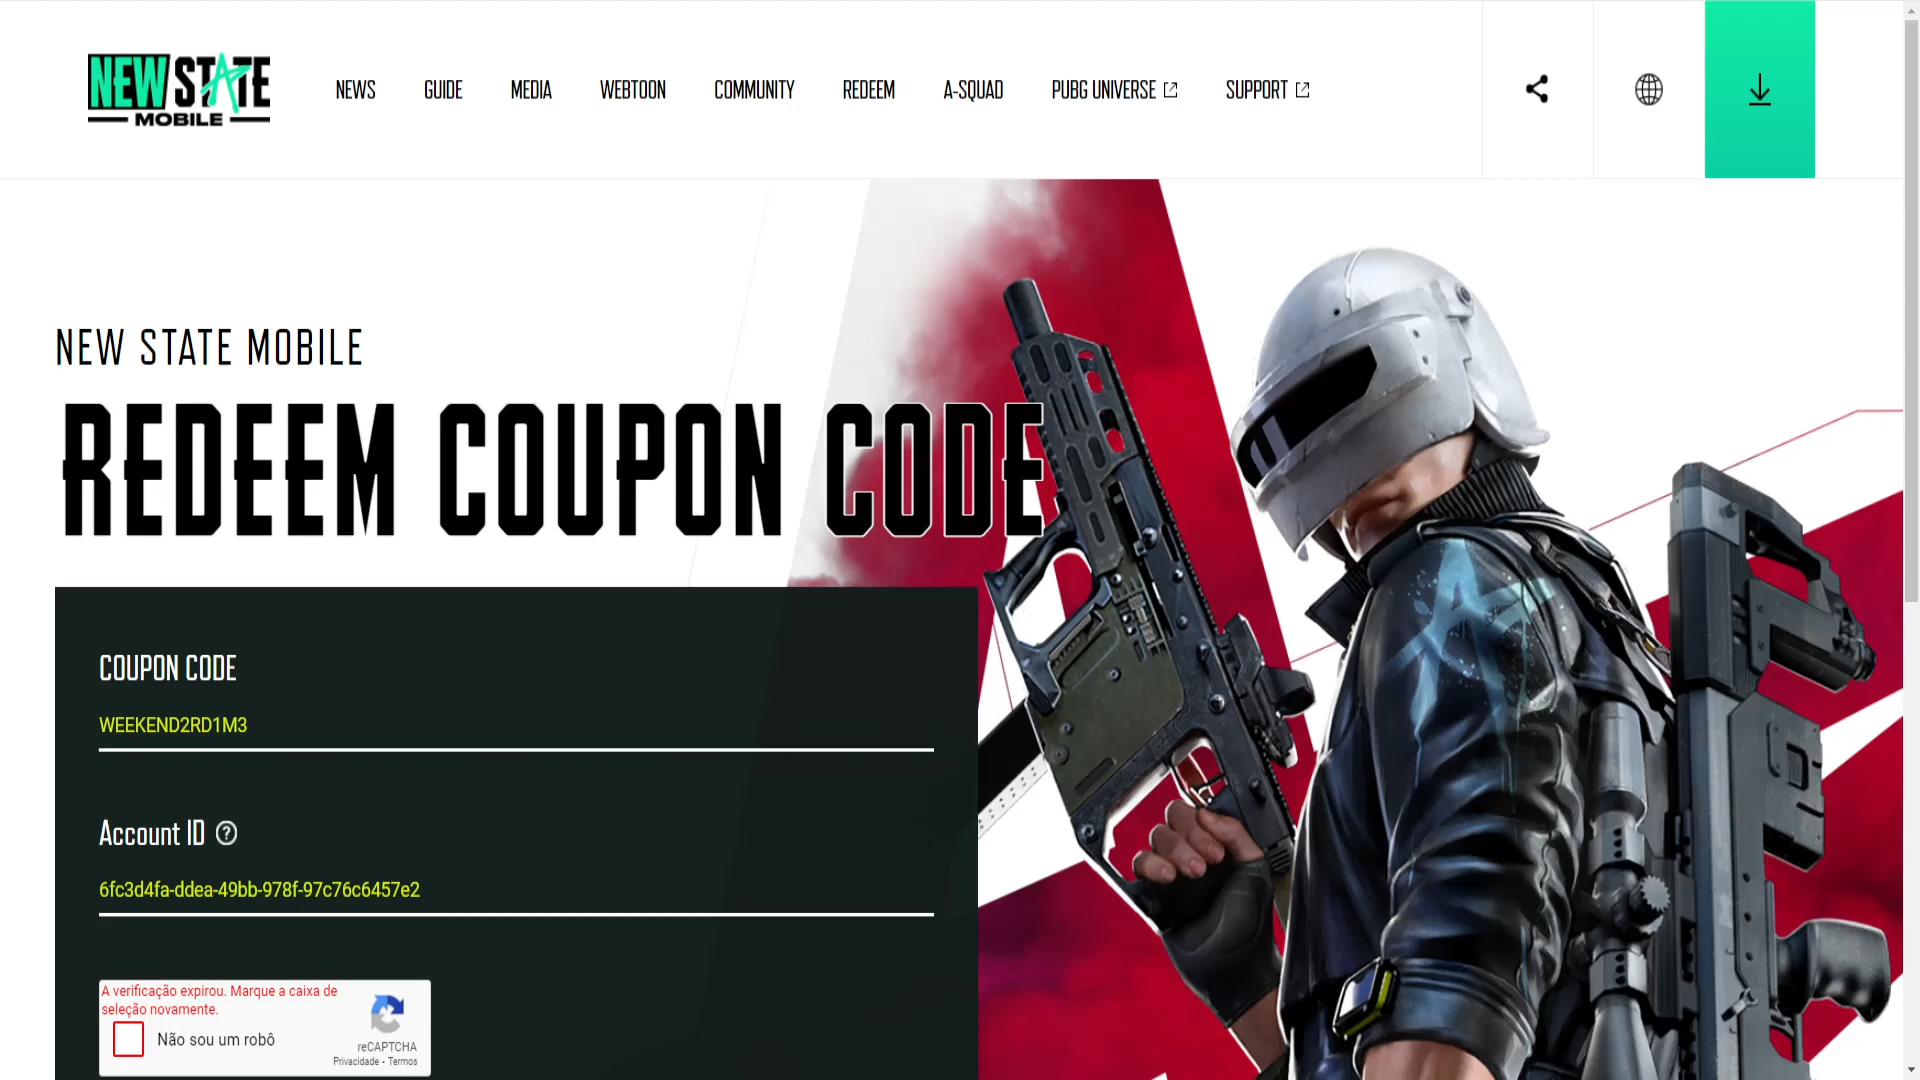 NEW STATE
MOBILE
NEWS
GUIDE
MEDIA
WEBTOON
COMMUNITY
REDEEM
A-SQUAD
PUBG UNIVERSE
SUPPORT
NEW STATE MOBILE
REDEEM COUPON CODE
COUPON CODE
WEEKEND2RD1M3
Account ID ?
6fc3d4fa-ddea-49bb-978f-97c76c6457e2
A verificação expirou. Marque a caixa de
seleção novamente.
Não sou um robô
reCAPTCHA
Privacidade - Termos